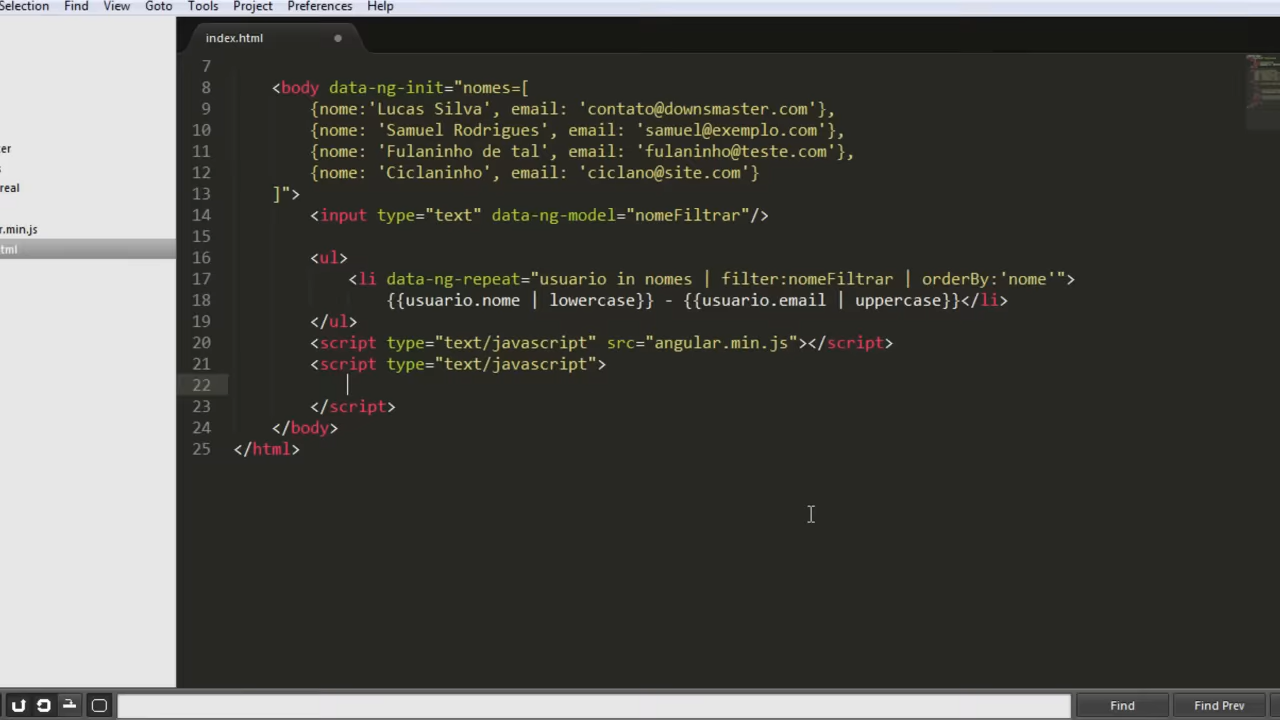 Selection Find View Goto Tools Project Preferences Help
index.html
7
8 <body data-ng-init="nomes=[
9 {nome:'Lucas Silva', email: 'contato@downsmaster.com'},
10 {nome: 'Samuel Rodrigues', email: 'samuel@exemplo.com'},
11 {nome: 'Fulaninho de tal', email: 'fulaninho@teste.com'},
12 {nome: 'Ciclaninho', email: 'ciclano@site.com'}
13 ]">
14 <input type="text" data-ng-model="nomeFiltrar"/>
15
16 <ul>
17 <li data-ng-repeat="usuario in nomes | filter:nomeFiltrar | orderBy:'nome'">
18 {{usuario.nome | lowercase}} - {{usuario.email | uppercase}}</li>
19 </ul>
20 <script type="text/javascript" src="angular.min.js"></script>
21 <script type="text/javascript">
22
23 </script>
24 </body>
25 </html>
ter
s
real
r.min.js
tml
Find Find Prev